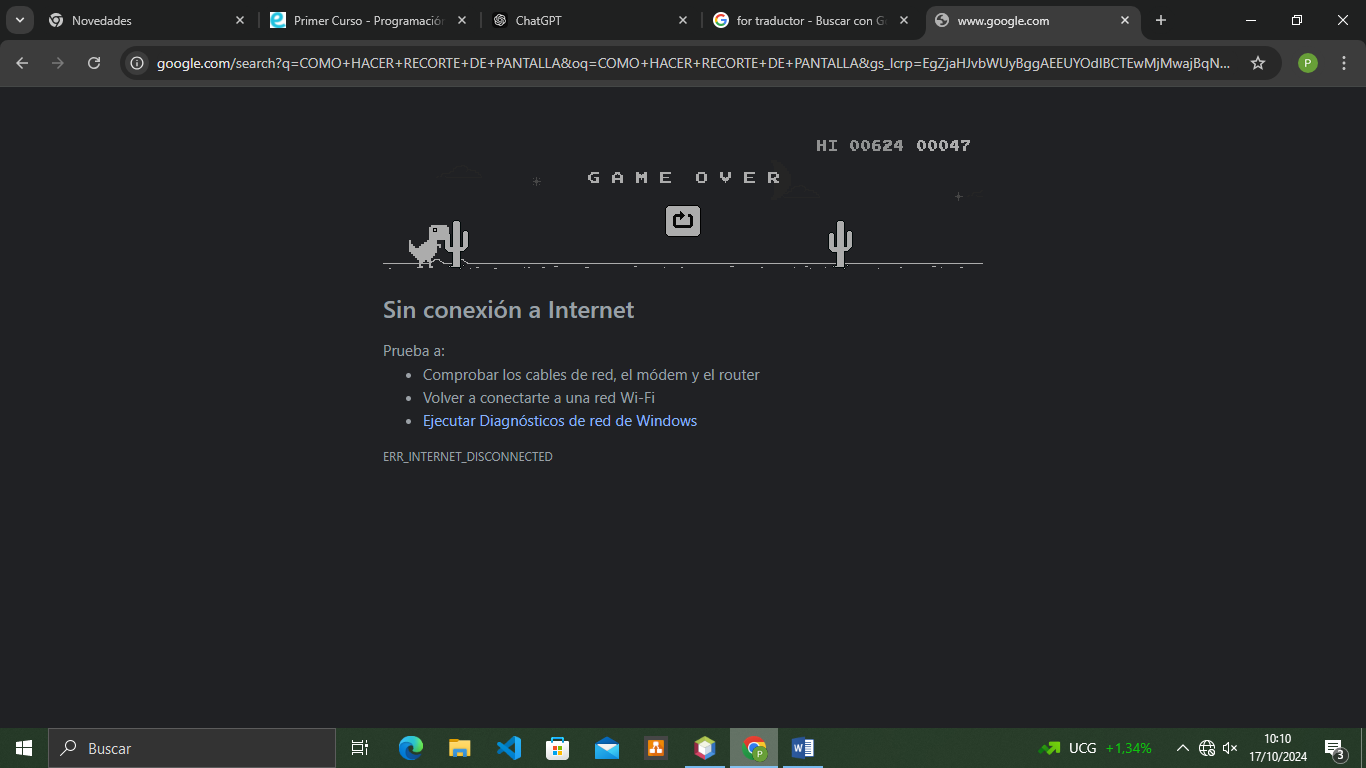 Novedades
Primer Curso - Programación
ChatGPT
for traductor - Buscar con G
www.google.com
google.com/search?q=COMO+HACER+RECORTE+DE+PANTALLA&oq=COMO+HACER+RECORTE+DE+PANTALLA&gs_lcrp=EgZjaHJvbWUyBggAEEUYOdIBCTEwMjMwajBqN...
P
HI 00624 00047
GAME OVER
Sin conexión a Internet
Prueba a:
• Comprobar los cables de red, el módem y el router
• Volver a conectarte a una red Wi-Fi
• Ejecutar Diagnósticos de red de Windows
ERR_INTERNET_DISCONNECTED
Buscar
UCG +1,34%
10:10
17/10/2024
3